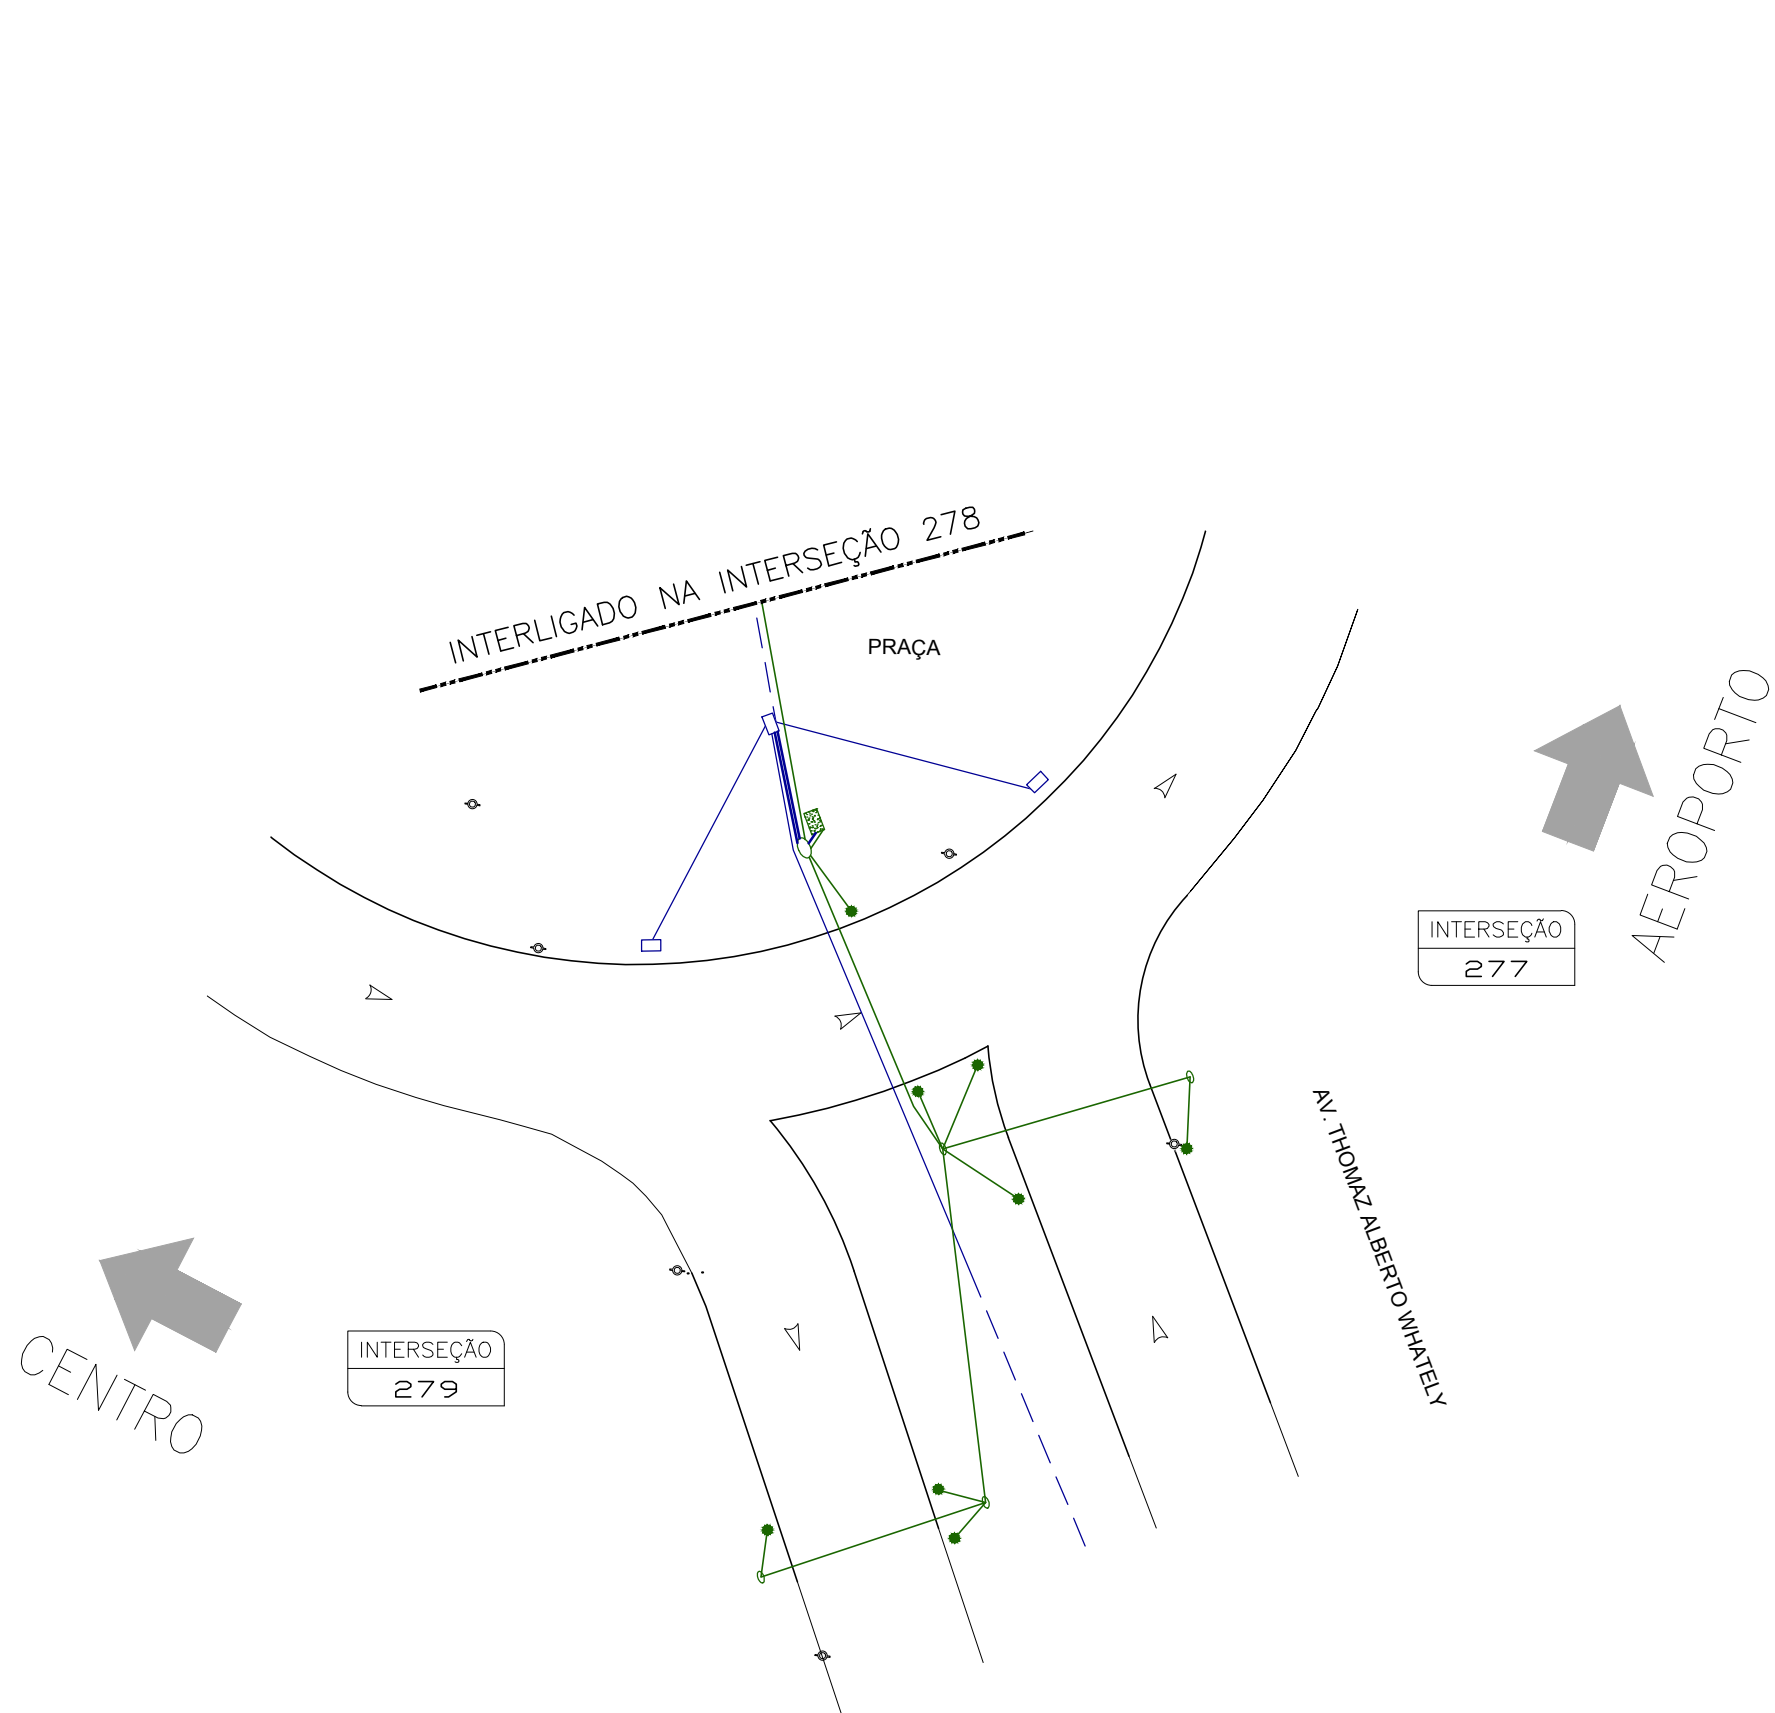 INTERLIGADO NA INTERSEÇÃO 278
PRAÇA
AEROPORTO
INTERSEÇÃO
277
AV. THOMAZ ALBERTO WHATELY
CENTRO
INTERSEÇÃO
279